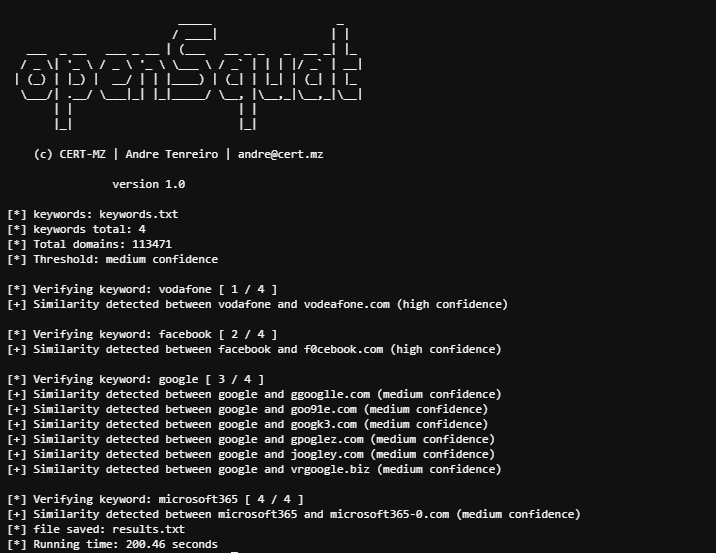 openSquat
(c) CERT-MZ | Andre Tenreiro | andre@cert.mz
version 1.0
[*] keywords: keywords.txt
[*] keywords total: 4
[*] Total domains: 113471
[*] Threshold: medium confidence
[*] Verifying keyword: vodafone [ 1 / 4 ]
[+] Similarity detected between vodafone and vodeafone.com (high confidence)
[*] Verifying keyword: facebook [ 2 / 4 ]
[+] Similarity detected between facebook and f0cebook.com (high confidence)
[*] Verifying keyword: google [ 3 / 4 ]
[+] Similarity detected between google and ggooglle.com (medium confidence)
[+] Similarity detected between google and goo91e.com (medium confidence)
[+] Similarity detected between google and googk3.com (medium confidence)
[+] Similarity detected between google and gpoglez.com (medium confidence)
[+] Similarity detected between google and joogley.com (medium confidence)
[+] Similarity detected between google and vrgoogle.biz (medium confidence)
[*] Verifying keyword: microsoft365 [ 4 / 4 ]
[+] Similarity detected between microsoft365 and microsoft365-0.com (medium confidence)
[*] file saved: results.txt
[*] Running time: 200.46 seconds